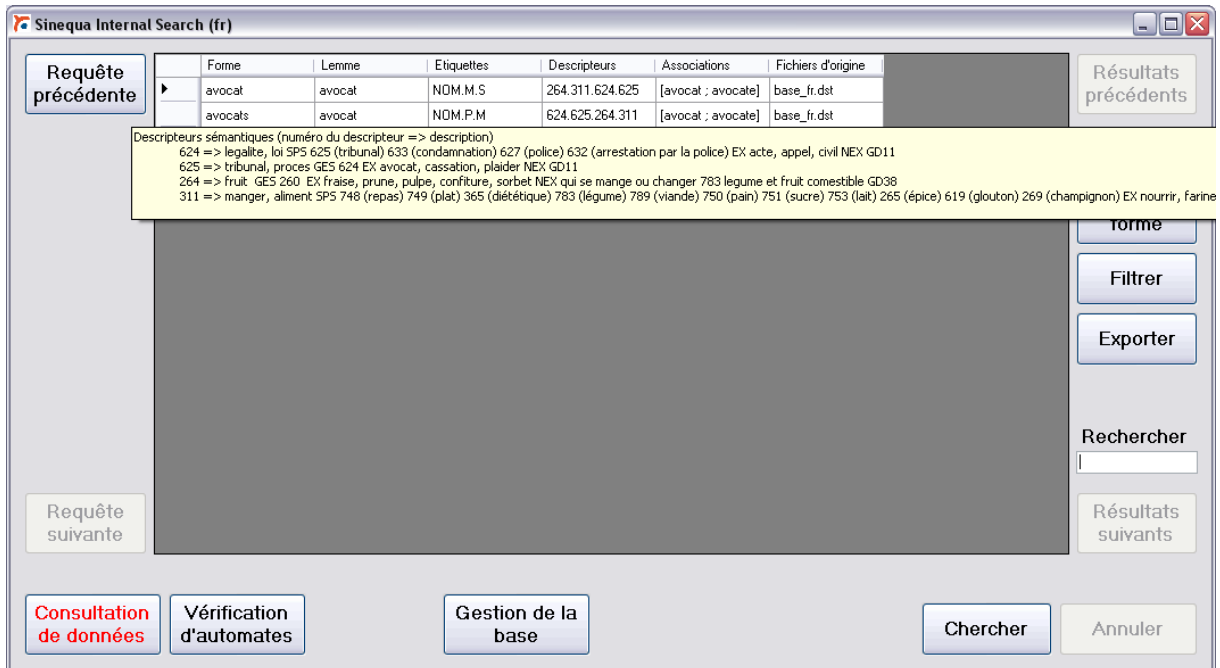 Sinequa Internal Search (fr)
Requête
précédente
Forme Lemme Etiquettes Descripteurs Associations Fichiers d'origine
avocat avocat NOM.M.S 264.311.624.625 [avocat ; avocate] base_fr.dst
avocats avocat NOM.P.M 624.625.264.311 [avocat ; avocate] base_fr.dst
Résultats
précédents
Descripteurs sémantiques (numéro du descripteur => description)
624 => legalite, loi SPS 625 (tribunal) 633 (condamnation) 627 (police) 632 (arrestation par la police) EX acte, appel, civil NEX GD11
625 => tribunal, proces GES 624 EX avocat, cassation, plaider NEX GD11
264 => fruit GES 260 EX fraise, prune, pulpe, confiture, sorbet NEX qui se mange ou changer 783 legume et fruit comestible GD38
311 => manger, aliment SPS 748 (repas) 749 (plat) 365 (diététique) 783 (légume) 789 (viande) 750 (pain) 751 (sucre) 753 (lait) 265 (épice) 619 (glouton) 269 (champignon) EX nourrir, farine
forme
Filtrer
Exporter
Rechercher
Requête
suivante
Résultats
suivants
Consultation
de données
Vérification
d'automates
Gestion de la
base
Chercher
Annuler